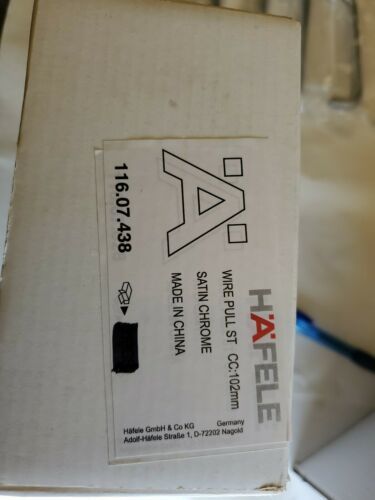 HÄFELE
WIRE PULL ST CC:102mm
SATIN CHROME
MADE IN CHINA
Ä
116.07.438
Germany
Häfele GmbH & Co KG
Adolf-Häfele Straße 1, D-72202 Nagold